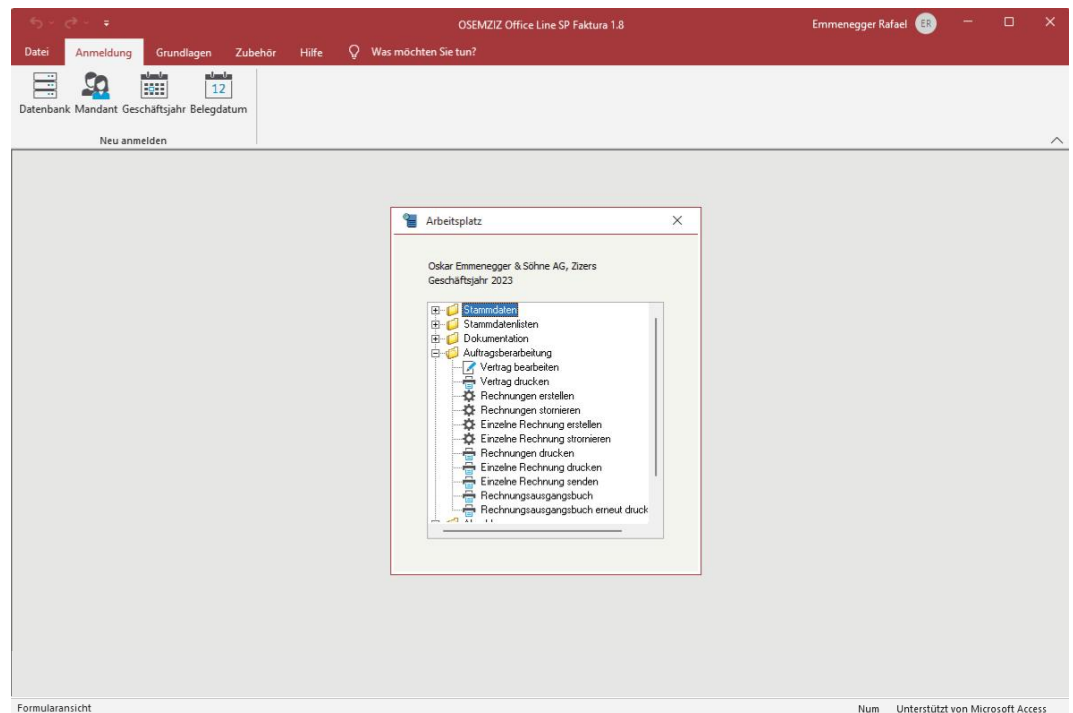 OSEMZIZ Office Line SP Faktura 1.8
Emmenegger Rafael ER
Datei Anmeldung Grundlagen Zubehör Hilfe Was möchten Sie tun?
12
Datenbank Mandant Geschäftsjahr Belegdatum
Neu anmelden
Arbeitsplatz
Oskar Emmenegger & Söhne AG, Zizers
Geschäftsjahr 2023
Stammdaten
Stammdatenlisten
Dokumentation
Auftragsberarbeitung
Vertrag bearbeiten
Vertrag drucken
Rechnungen erstellen
Rechnungen stornieren
Einzelne Rechnung erstellen
Einzelne Rechnung stromieren
Rechnungen drucken
Einzelne Rechnung drucken
Einzelne Rechnung senden
Rechnungsausgangsbuch
Rechnungsausgangsbuch erneut druck
Formularansicht
Num Unterstützt von Microsoft Access